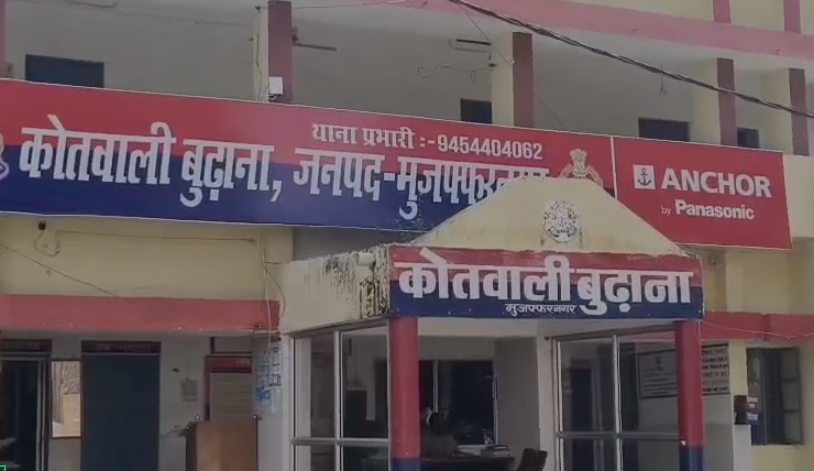 थाना प्रभारी :-9454404062
कोतवाली बुढ़ाना, जनपद-मुजफ्फरनगर
ANCHOR
by Panasonic
कोतवाली बुढ़ाना
मुजफ्फरनगर